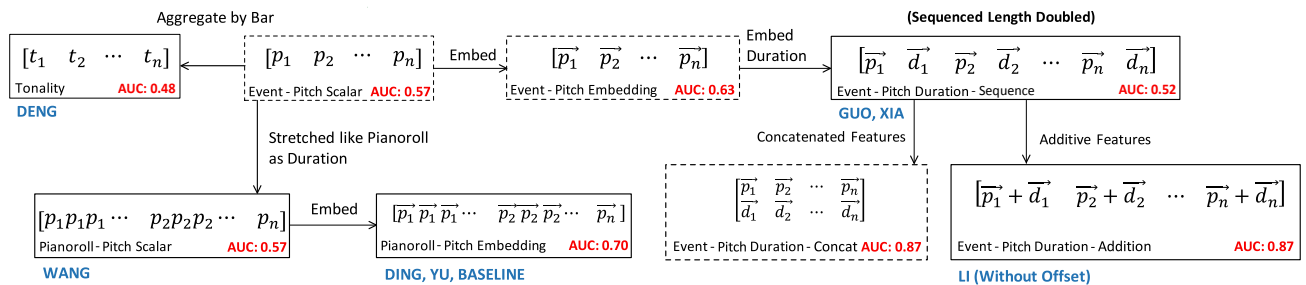 Aggregate by Bar
(Sequenced Length Doubled)
[t₁ t₂ ⋯ tₙ]
Tonality AUC: 0.48
DENG
[p₁ p₂ ⋯ pₙ]
Event - Pitch Scalar AUC: 0.57
Embed
[p₁⃗ p₂⃗ ⋯ pₙ⃗]
Event - Pitch Embedding AUC: 0.63
Embed
Duration
[p₁⃗ d₁⃗ p₂⃗ d₂⃗ ⋯ pₙ⃗ dₙ⃗]
Event - Pitch Duration - Sequence AUC: 0.52
GUO, XIA
Stretched like Pianoroll
as Duration
Concatenated Features
Additive Features
[p₁p₁p₁ ⋯ p₂p₂p₂ ⋯ pₙ]
Pianoroll - Pitch Scalar AUC: 0.57
WANG
Embed
[p₁⃗ p₁⃗ p₁⃗ ⋯ p₂⃗ p₂⃗ p₂⃗ ⋯ pₙ⃗]
Pianoroll - Pitch Embedding AUC: 0.70
DING, YU, BASELINE
[p₁⃗ p₂⃗ ⋯ pₙ⃗
d₁⃗ d₂⃗ ⋯ dₙ⃗]
Event - Pitch Duration - Concat AUC: 0.87
[p₁⃗ + d₁⃗ p₂⃗ + d₂⃗ ⋯ pₙ⃗ + dₙ⃗]
Event - Pitch Duration - Addition AUC: 0.87
LI (Without Offset)